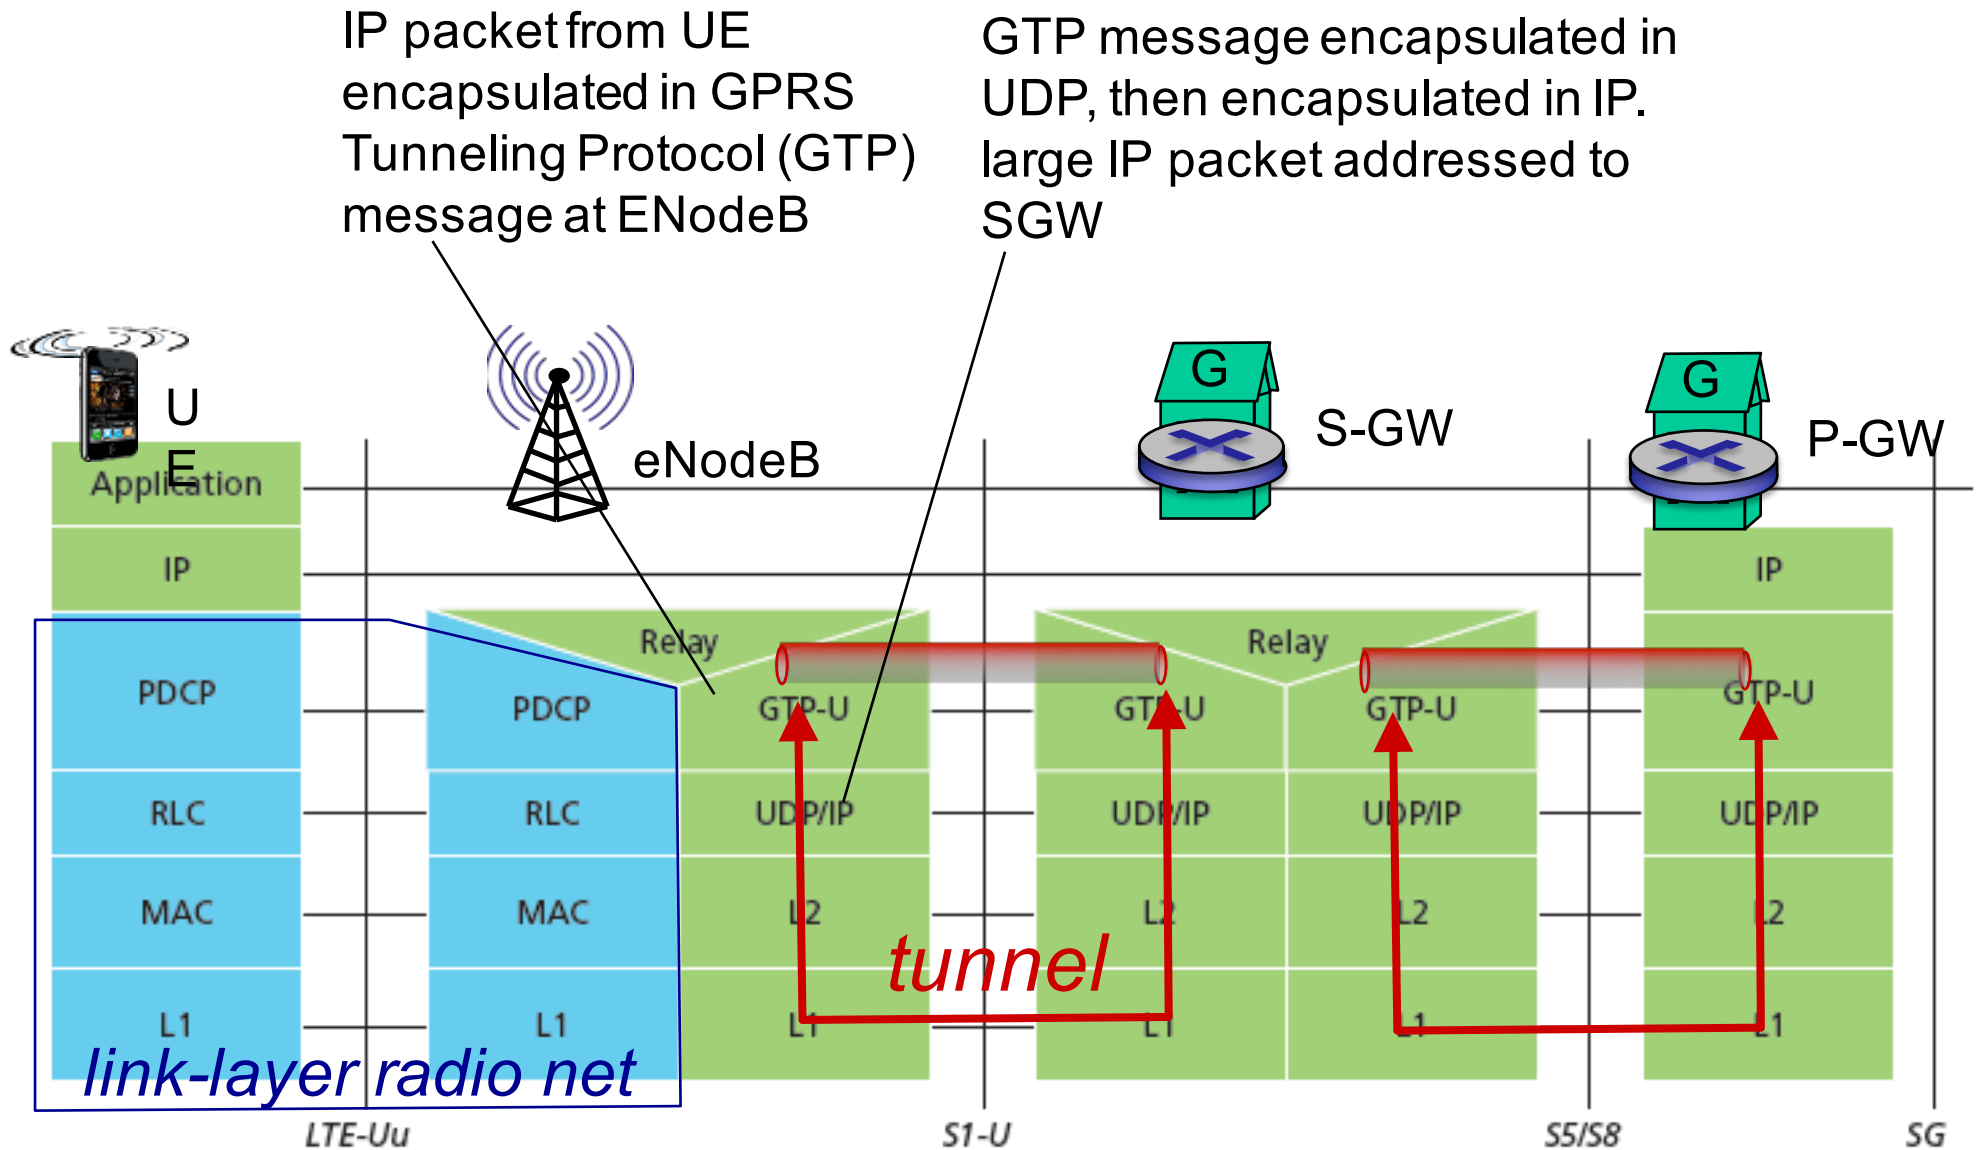 IP packet from UE
encapsulated in GPRS
Tunneling Protocol (GTP)
message at ENodeB
GTP message encapsulated in
UDP, then encapsulated in IP.
large IP packet addressed to
SGW
U
E
eNodeB
G
S-GW
G
P-GW
Application
IP
IP
Relay
Relay
PDCP
PDCP
GTP-U
GTP-U
GTP-U
GTP-U
RLC
RLC
UDP/IP
UDP/IP
UDP/IP
UDP/IP
MAC
MAC
L2
L2
L2
L2
tunnel
L1
L1
L1
L1
L1
L1
link-layer radio net
LTE-Uu
S1-U
S5/S8
SG